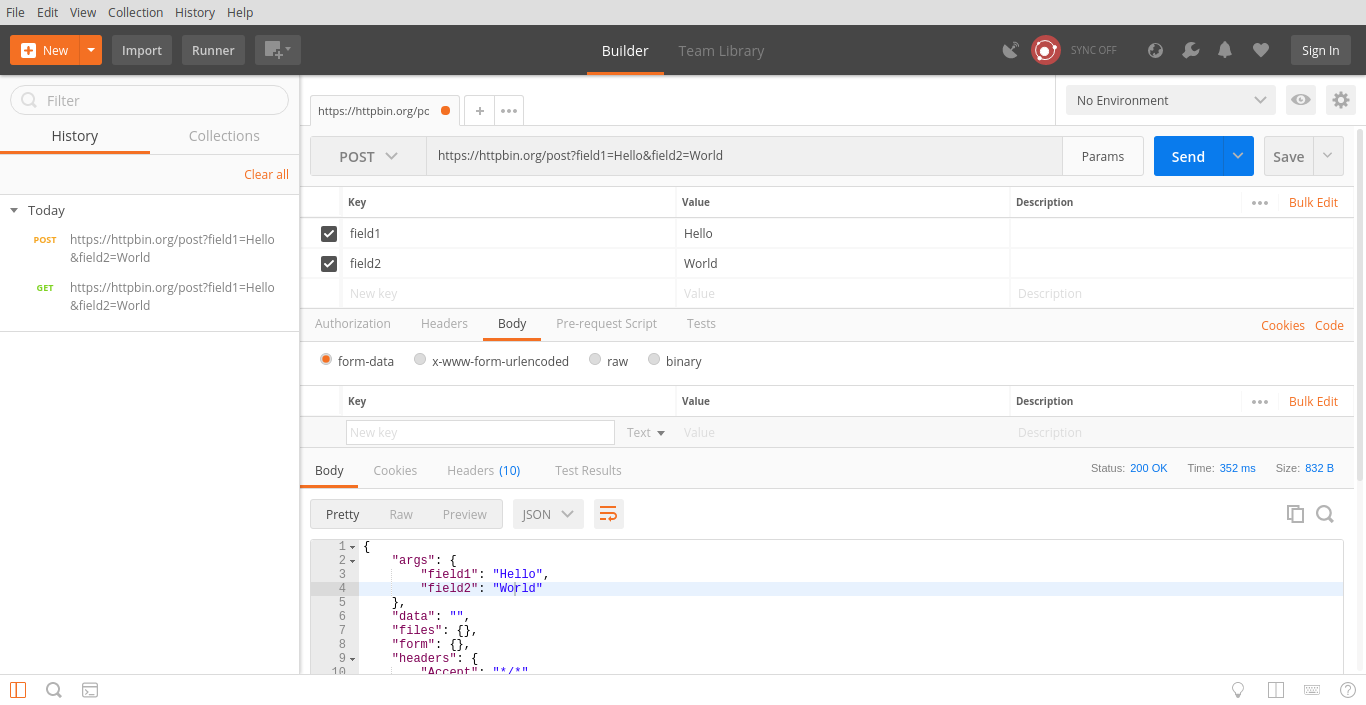 File Edit View Collection History Help
New Import Runner Builder Team Library SYNC OFF Sign In
Filter
History Collections
Clear all
Today
POST https://httpbin.org/post?field1=Hello
&field2=World
GET https://httpbin.org/post?field1=Hello
&field2=World
https://httpbin.org/pc
No Environment
POST https://httpbin.org/post?field1=Hello&field2=World Params Send Save
Key Value Description Bulk Edit
field1 Hello
field2 World
New key Value Description
Authorization Headers Body Pre-request Script Tests Cookies Code
form-data x-www-form-urlencoded raw binary
Key Value Description Bulk Edit
New key Text Value Description
Body Cookies Headers (10) Test Results Status: 200 OK Time: 352 ms Size: 832 B
Pretty Raw Preview JSON
1 {
2 "args": {
3 "field1": "Hello",
4 "field2": "World"
5 },
6 "data": "",
7 "files": {},
8 "form": {},
9 "headers": {
10 "Accept": "*/*"